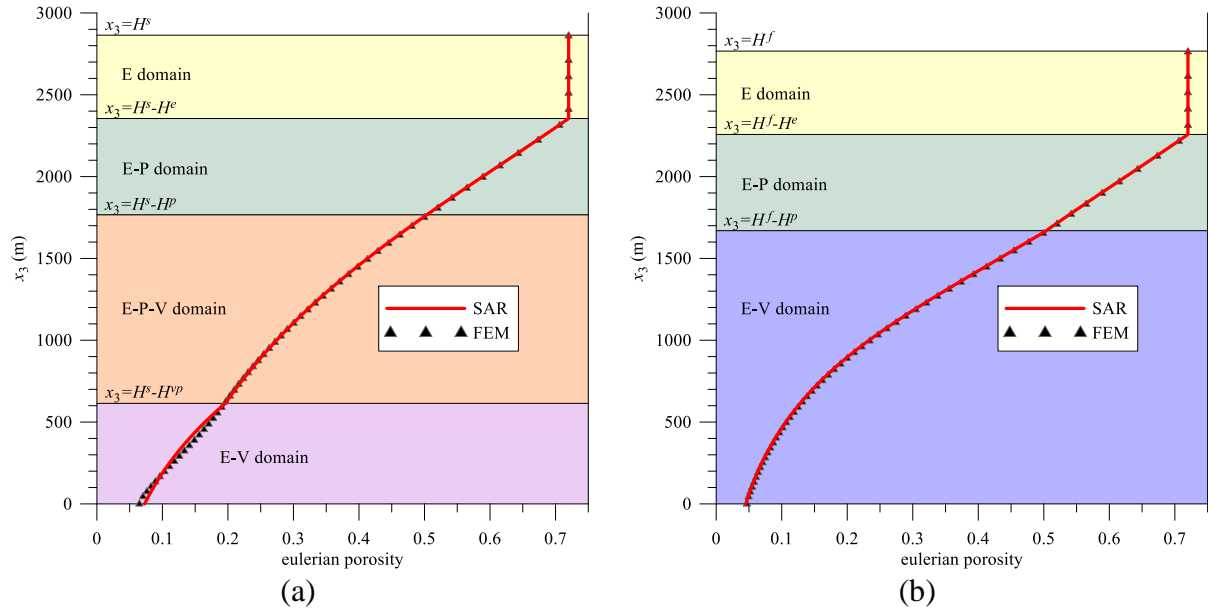 3000
2500
2000
1500
1000
500
0
x₃ (m)
x₃=Hˢ
E domain
x₃=Hˢ-Hᵉ
E-P domain
x₃=Hˢ-Hᵖ
E-P-V domain
SAR
FEM
x₃=Hˢ-Hᵛᵖ
E-V domain
0 0.1 0.2 0.3 0.4 0.5 0.6 0.7
eulerian porosity
(a)
3000
2500
2000
1500
1000
500
0
x₃ (m)
x₃=Hᶠ
E domain
x₃=Hᶠ-Hᵉ
E-P domain
x₃=Hᶠ-Hᵖ
E-V domain
SAR
FEM
0 0.1 0.2 0.3 0.4 0.5 0.6 0.7
eulerian porosity
(b)